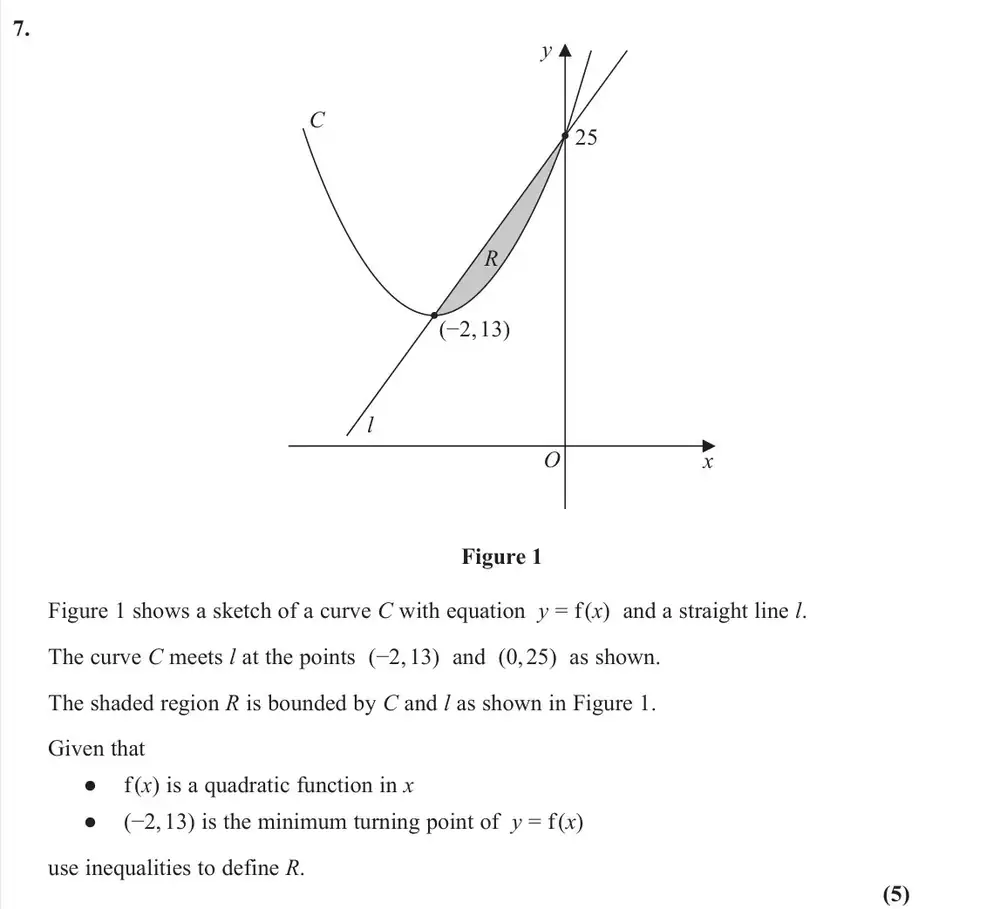 7.
y
C
25
R
(−2, 13)
l
O
x
Figure 1
Figure 1 shows a sketch of a curve C with equation y = f(x) and a straight line l.
The curve C meets l at the points (−2, 13) and (0, 25) as shown.
The shaded region R is bounded by C and l as shown in Figure 1.
Given that
● f(x) is a quadratic function in x
● (−2, 13) is the minimum turning point of y = f(x)
use inequalities to define R.
(5)